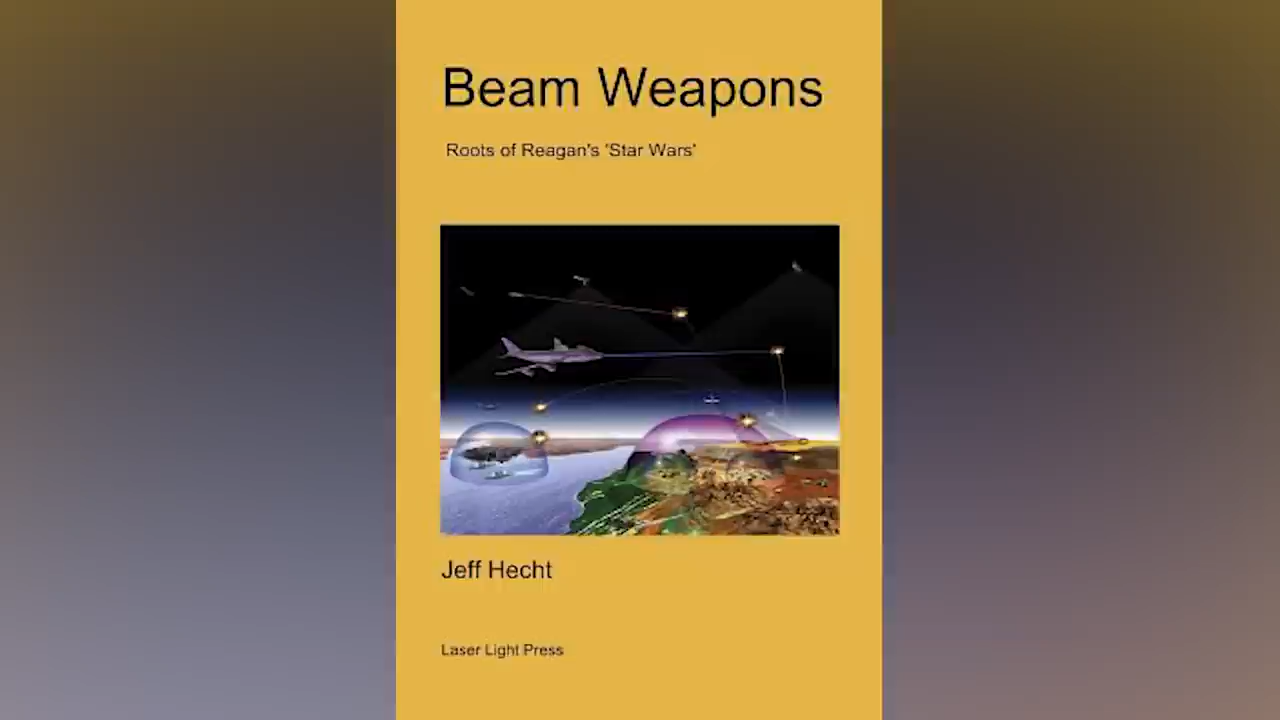 Beam Weapons
Roots of Reagan's 'Star Wars'
Jeff Hecht
Laser Light Press